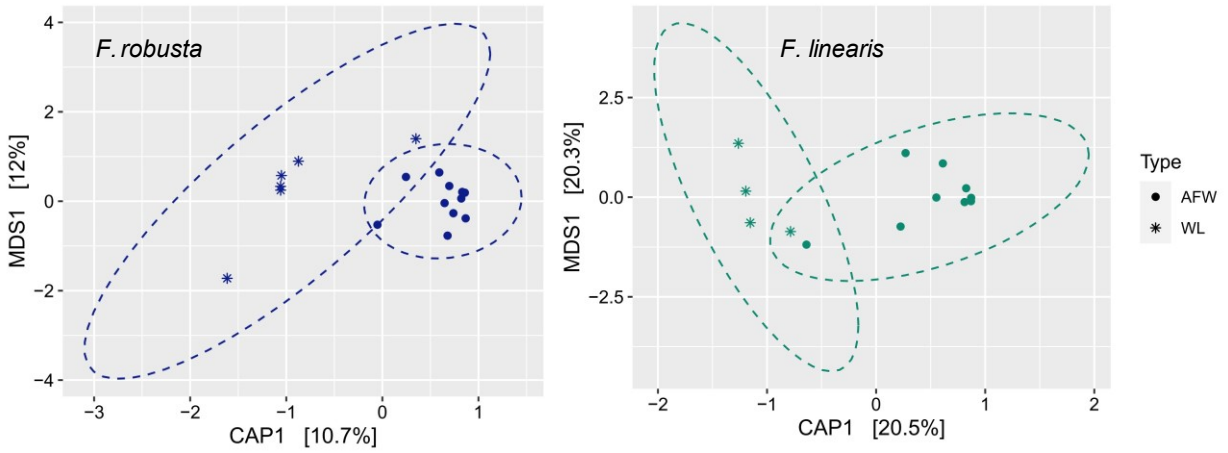 F. robusta
4
2
0
−2
−4
MDS1 [12%]
−3
−2
−1
0
1
CAP1 [10.7%]
F. linearis
2.5
0.0
−2.5
MDS1 [20.3%]
−2
−1
0
1
2
CAP1 [20.5%]
Type
AFW
WL